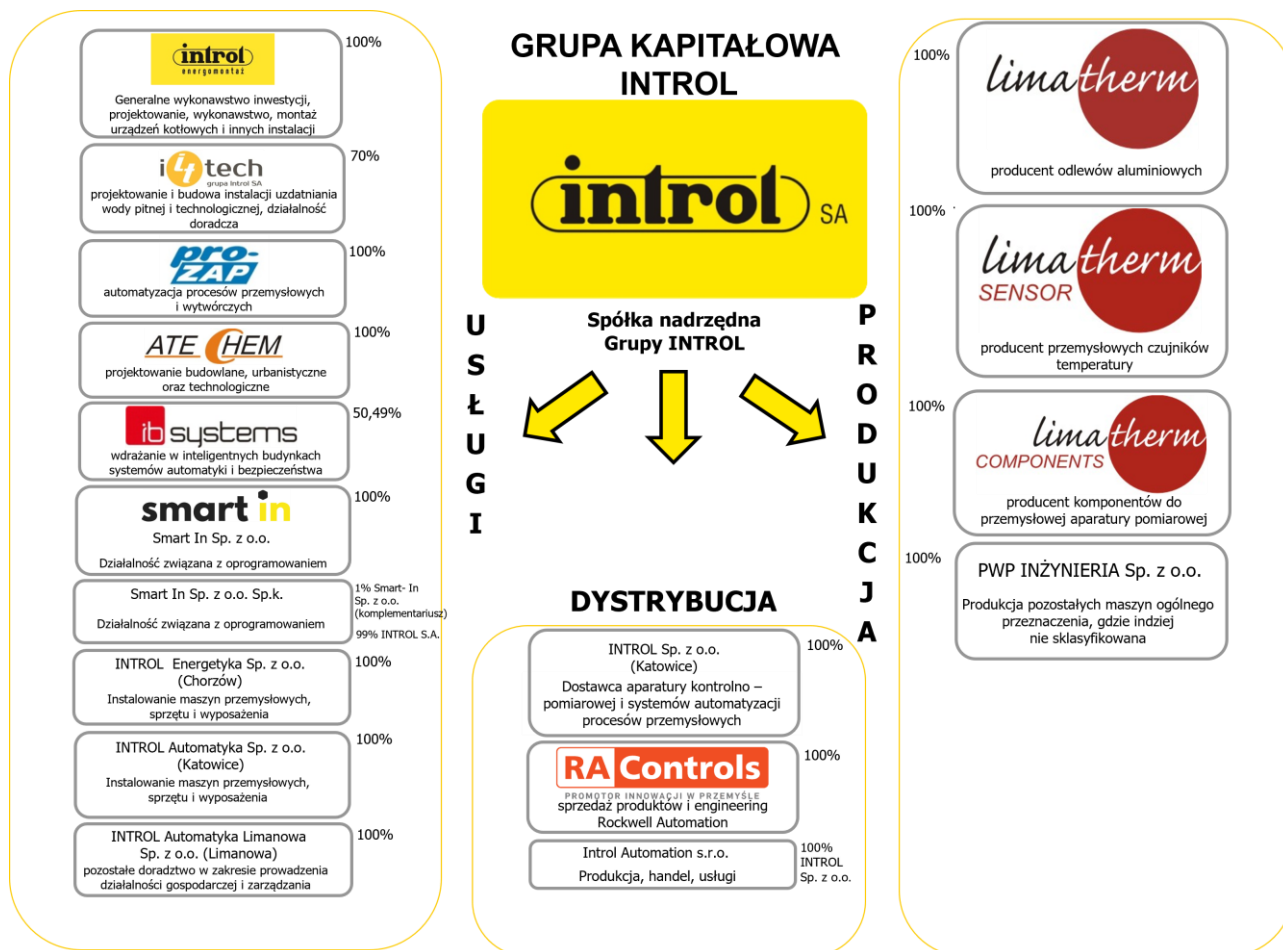 GRUPA KAPITAŁOWA
INTROL
introl SA
Spółka nadrzędna
Grupy INTROL
USŁUGI
introl
energomontaż
100%
Generalne wykonawstwo inwestycji,
projektowanie, wykonawstwo, montaż
urządzeń kotłowych i innych instalacji
i i4 tech
grupa Introl SA
70%
projektowanie i budowa instalacji uzdatniania
wody pitnej i technologicznej, działalność
doradcza
pro-
ZAP
100%
automatyzacja procesów przemysłowych
i wytwórczych
ATECHEM
100%
projektowanie budowlane, urbanistyczne
oraz technologiczne
ib systems
50,49%
wdrażanie w inteligentnych budynkach
systemów automatyki i bezpieczeństwa
smart in
100%
Smart In Sp. z o.o.
Działalność związana z oprogramowaniem
Smart In Sp. z o.o. Sp.k.
Działalność związana z oprogramowaniem
1% Smart- In
Sp. z o.o.
(komplementariusz)
99% INTROL S.A.
INTROL Energetyka Sp. z o.o.
(Chorzów)
100%
Instalowanie maszyn przemysłowych,
sprzętu i wyposażenia
INTROL Automatyka Sp. z o.o.
(Katowice)
100%
Instalowanie maszyn przemysłowych,
sprzętu i wyposażenia
INTROL Automatyka Limanowa
Sp. z o.o. (Limanowa)
100%
pozostałe doradztwo w zakresie prowadzenia
działalności gospodarczej i zarządzania
DYSTRYBUCJA
INTROL Sp. z o.o.
(Katowice)
100%
Dostawca aparatury kontrolno –
pomiarowej i systemów automatyzacji
procesów przemysłowych
RA Controls
PROMOTOR INNOWACJI W PRZEMYŚLE
100%
sprzedaż produktów i engineering
Rockwell Automation
Introl Automation s.r.o.
Produkcja, handel, usługi
100%
INTROL
Sp. z o.o.
PRODUKCJA
100%
limatherm
producent odlewów aluminiowych
100%
limatherm
SENSOR
producent przemysłowych czujników
temperatury
100%
limatherm
COMPONENTS
producent komponentów do
przemysłowej aparatury pomiarowej
100%
PWP INŻYNIERIA Sp. z o.o.
Produkcja pozostałych maszyn ogólnego
przeznaczenia, gdzie indziej
nie sklasyfikowana